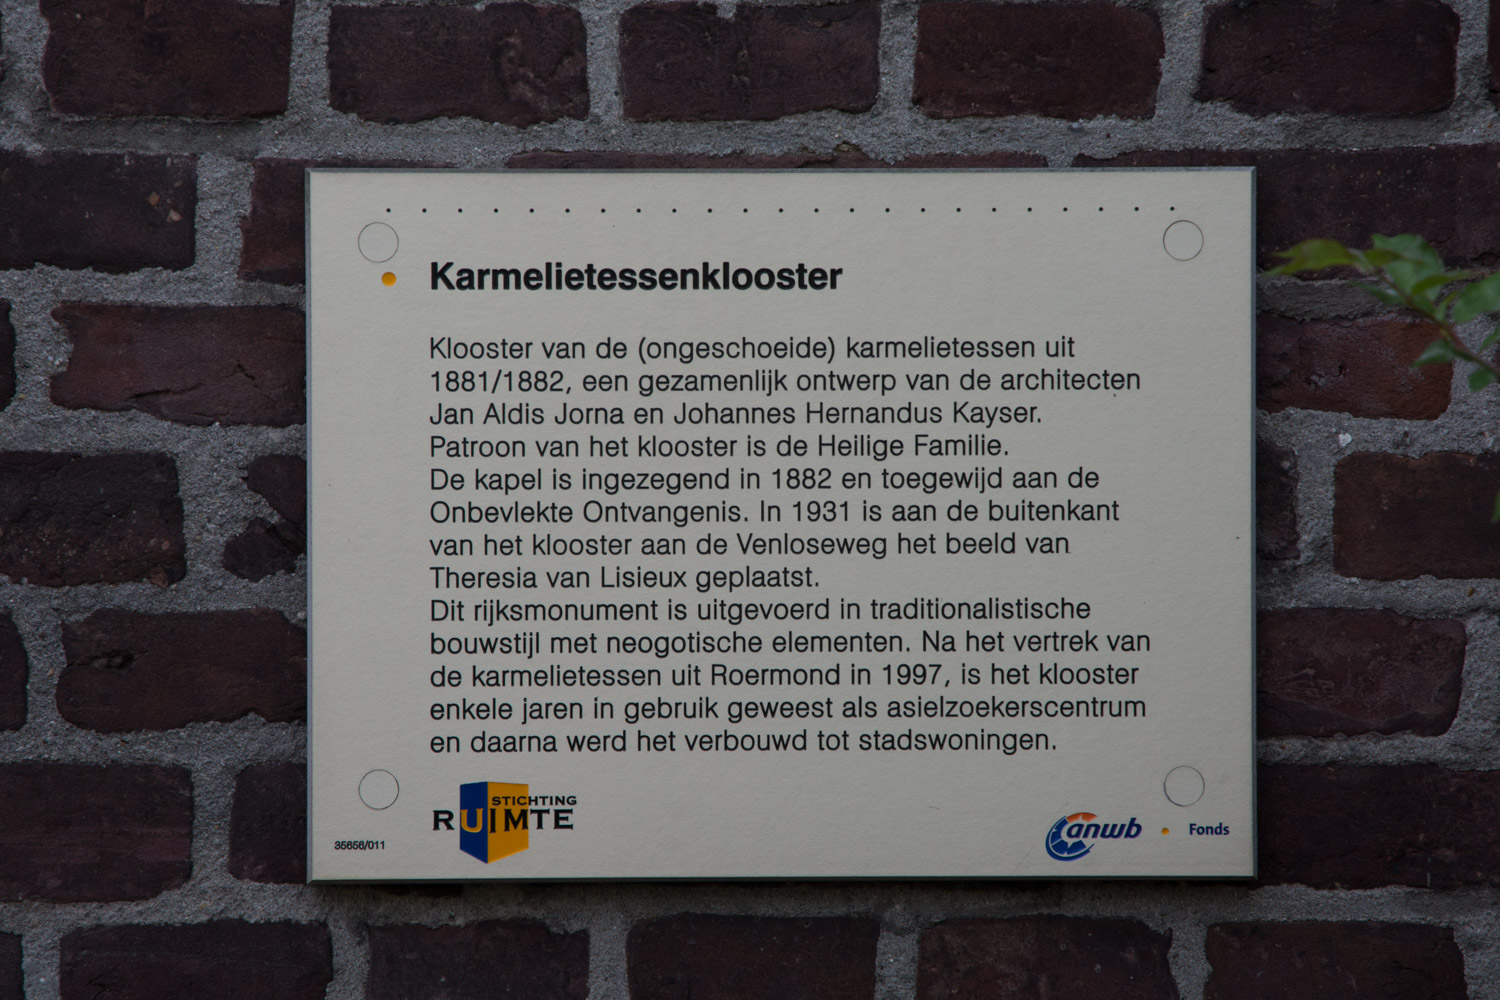 Karmelietessenklooster
Klooster van de (ongeschoeide) karmelietessen uit
1881/1882, een gezamenlijk ontwerp van de architecten
Jan Aldis Jorna en Johannes Hernandus Kayser.
Patroon van het klooster is de Heilige Familie.
De kapel is ingezegend in 1882 en toegewijd aan de
Onbevlekte Ontvangenis. In 1931 is aan de buitenkant
van het klooster aan de Venloseweg het beeld van
Theresia van Lisieux geplaatst.
Dit rijksmonument is uitgevoerd in traditionalistische
bouwstijl met neogotische elementen. Na het vertrek van
de karmelietessen uit Roermond in 1997, is het klooster
enkele jaren in gebruik geweest als asielzoekerscentrum
en daarna werd het verbouwd tot stadswoningen.
STICHTING
RUIMTE
35656/011
anwb Fonds